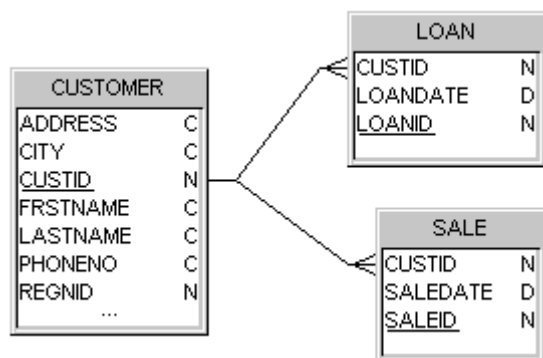 CUSTOMER
ADDRESS C
CITY C
CUSTID N
FRSTNAME C
LASTNAME C
PHONENO C
REGNID N
...
LOAN
CUSTID N
LOANDATE D
LOANID N
SALE
CUSTID N
SALEDATE D
SALEID N